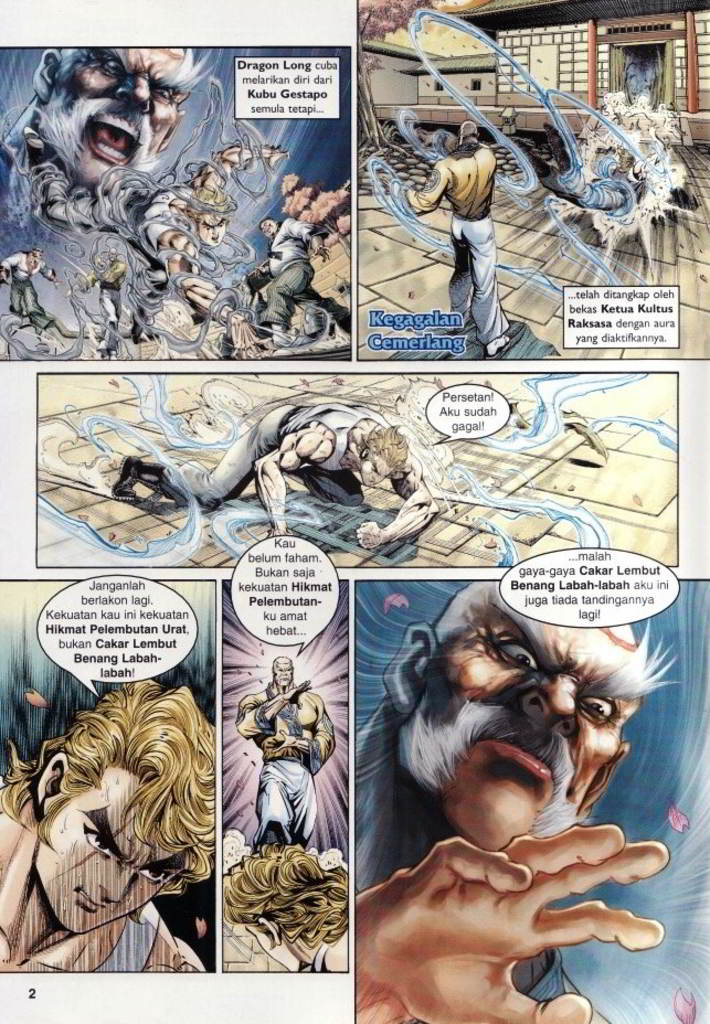 Dragon Long cuba
melarikan diri dari
Kubu Gestapo
semula tetapi...
...telah ditangkap oleh
bekas Ketua Kultus
Raksasa dengan aura
yang diaktifkannya.
Kegagalan
Cemerlang
Persetan!
Aku sudah
gagal!
Janganlah
berlakon lagi.
Kekuatan kau ini kekuatan
Hikmat Pelembutan Urat,
bukan Cakar Lembut
Benang Labah-
labah!
Kau
belum faham.
Bukan saja
kekuatan Hikmat
Pelembutan-
ku amat
hebat...
...malah
gaya-gaya Cakar Lembut
Benang Labah-labah aku ini
juga tiada tandingannya
lagi!
2